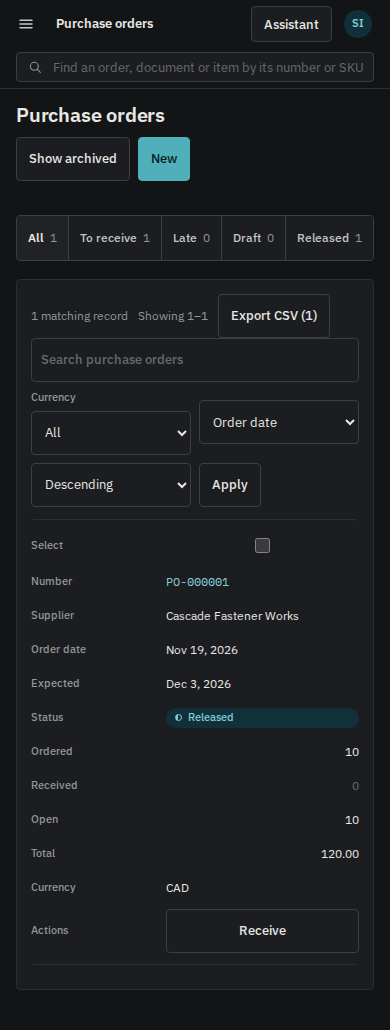 Purchase orders
Assistant
SI
Find an order, document or item by its number or SKU
Purchase orders
Show archived
New
All 1
To receive 1
Late 0
Draft 0
Released 1
1 matching record Showing 1–1
Export CSV (1)
Search purchase orders
Currency
All
Order date
Descending
Apply
Select
Number PO-000001
Supplier Cascade Fastener Works
Order date Nov 19, 2026
Expected Dec 3, 2026
Status Released
Ordered 10
Received 0
Open 10
Total 120.00
Currency CAD
Actions Receive